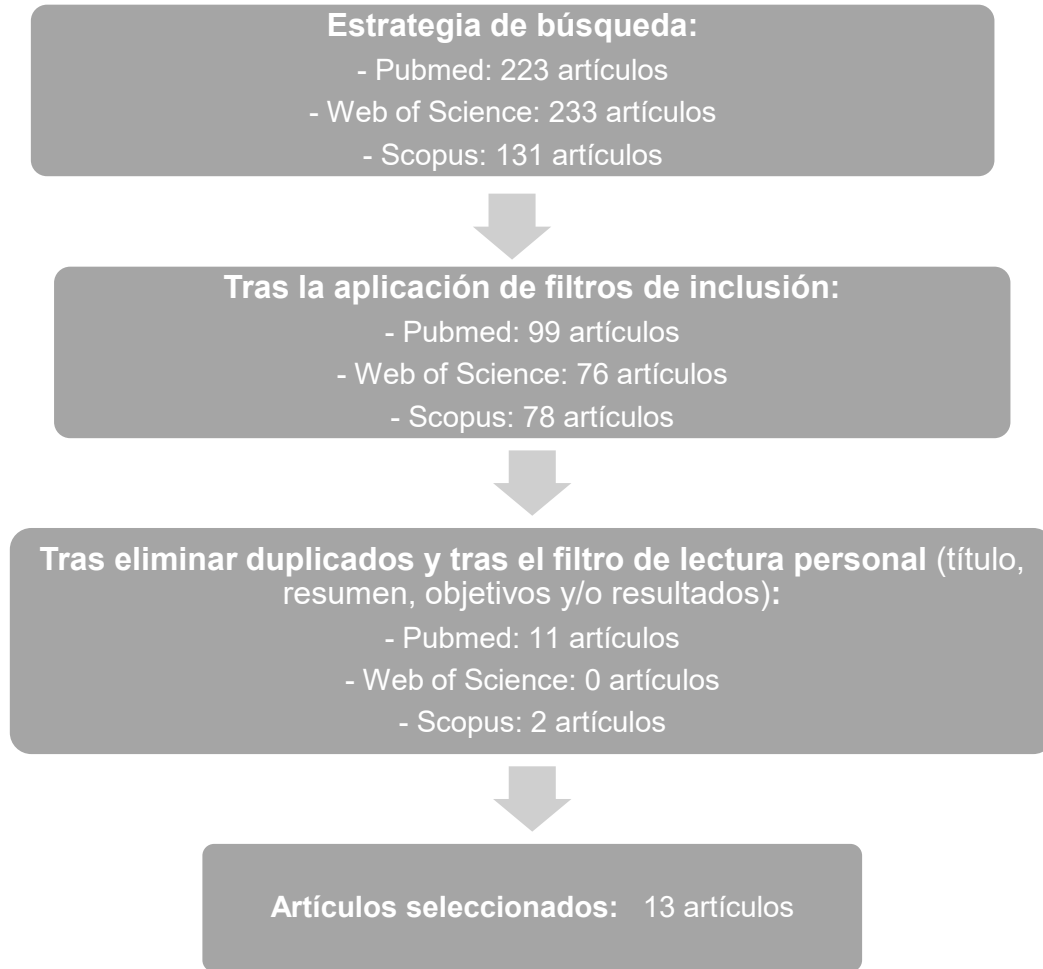 Estrategia de búsqueda:
- Pubmed: 223 artículos
- Web of Science: 233 artículos
- Scopus: 131 artículos
Tras la aplicación de filtros de inclusión:
- Pubmed: 99 artículos
- Web of Science: 76 artículos
- Scopus: 78 artículos
Tras eliminar duplicados y tras el filtro de lectura personal (título,
resumen, objetivos y/o resultados):
- Pubmed: 11 artículos
- Web of Science: 0 artículos
- Scopus: 2 artículos
Artículos seleccionados: 13 artículos